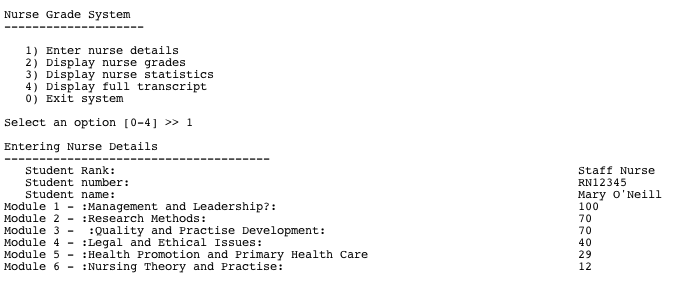 Nurse Grade System
--------------------
1) Enter nurse details
2) Display nurse grades
3) Display nurse statistics
4) Display full transcript
0) Exit system
Select an option [0-4] >> 1
Entering Nurse Details
--------------------------------------
Student Rank: Staff Nurse
Student number: RN12345
Student name: Mary O'Neill
Module 1 - :Management and Leadership?: 100
Module 2 - :Research Methods: 70
Module 3 -  :Quality and Practise Development: 70
Module 4 - :Legal and Ethical Issues: 40
Module 5 - :Health Promotion and Primary Health Care 29
Module 6 - :Nursing Theory and Practise: 12